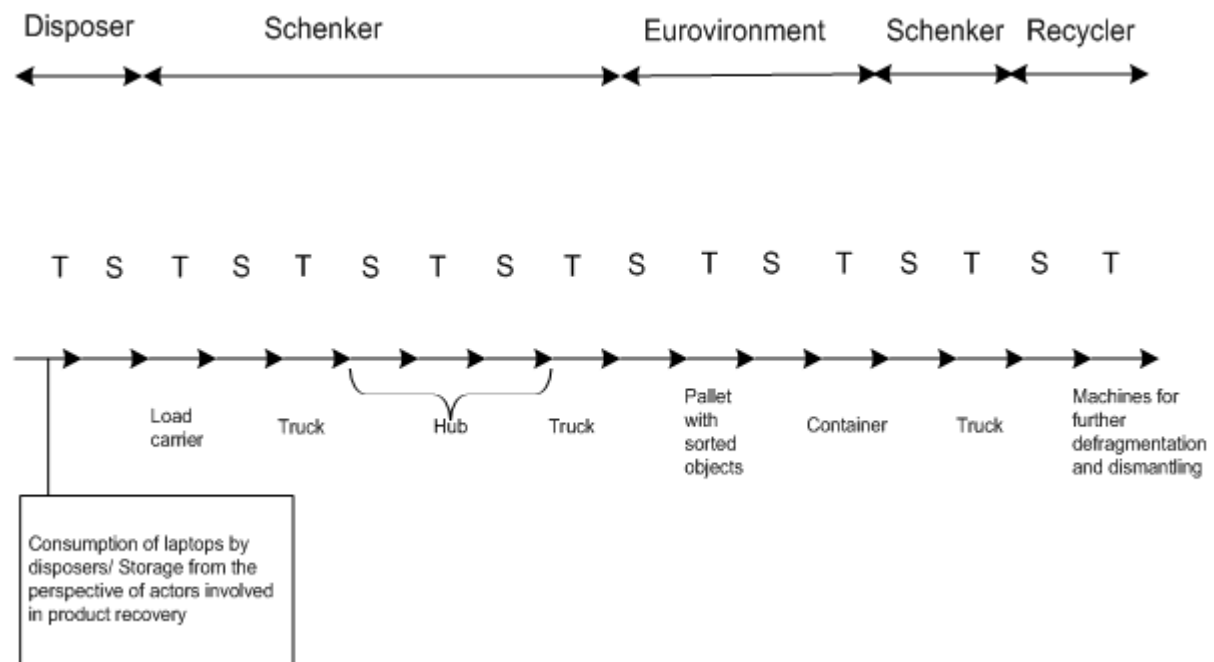 Disposer Schenker Eurovironment Schenker Recycler
T S T S T S T S T S T S T S T S T
Load
carrier
Truck
Hub
Truck
Pallet
with
sorted
objects
Container
Truck
Machines for
further
defragmentation
and dismantling
Consumption of laptops by
disposers/ Storage from the
perspective of actors involved
in product recovery